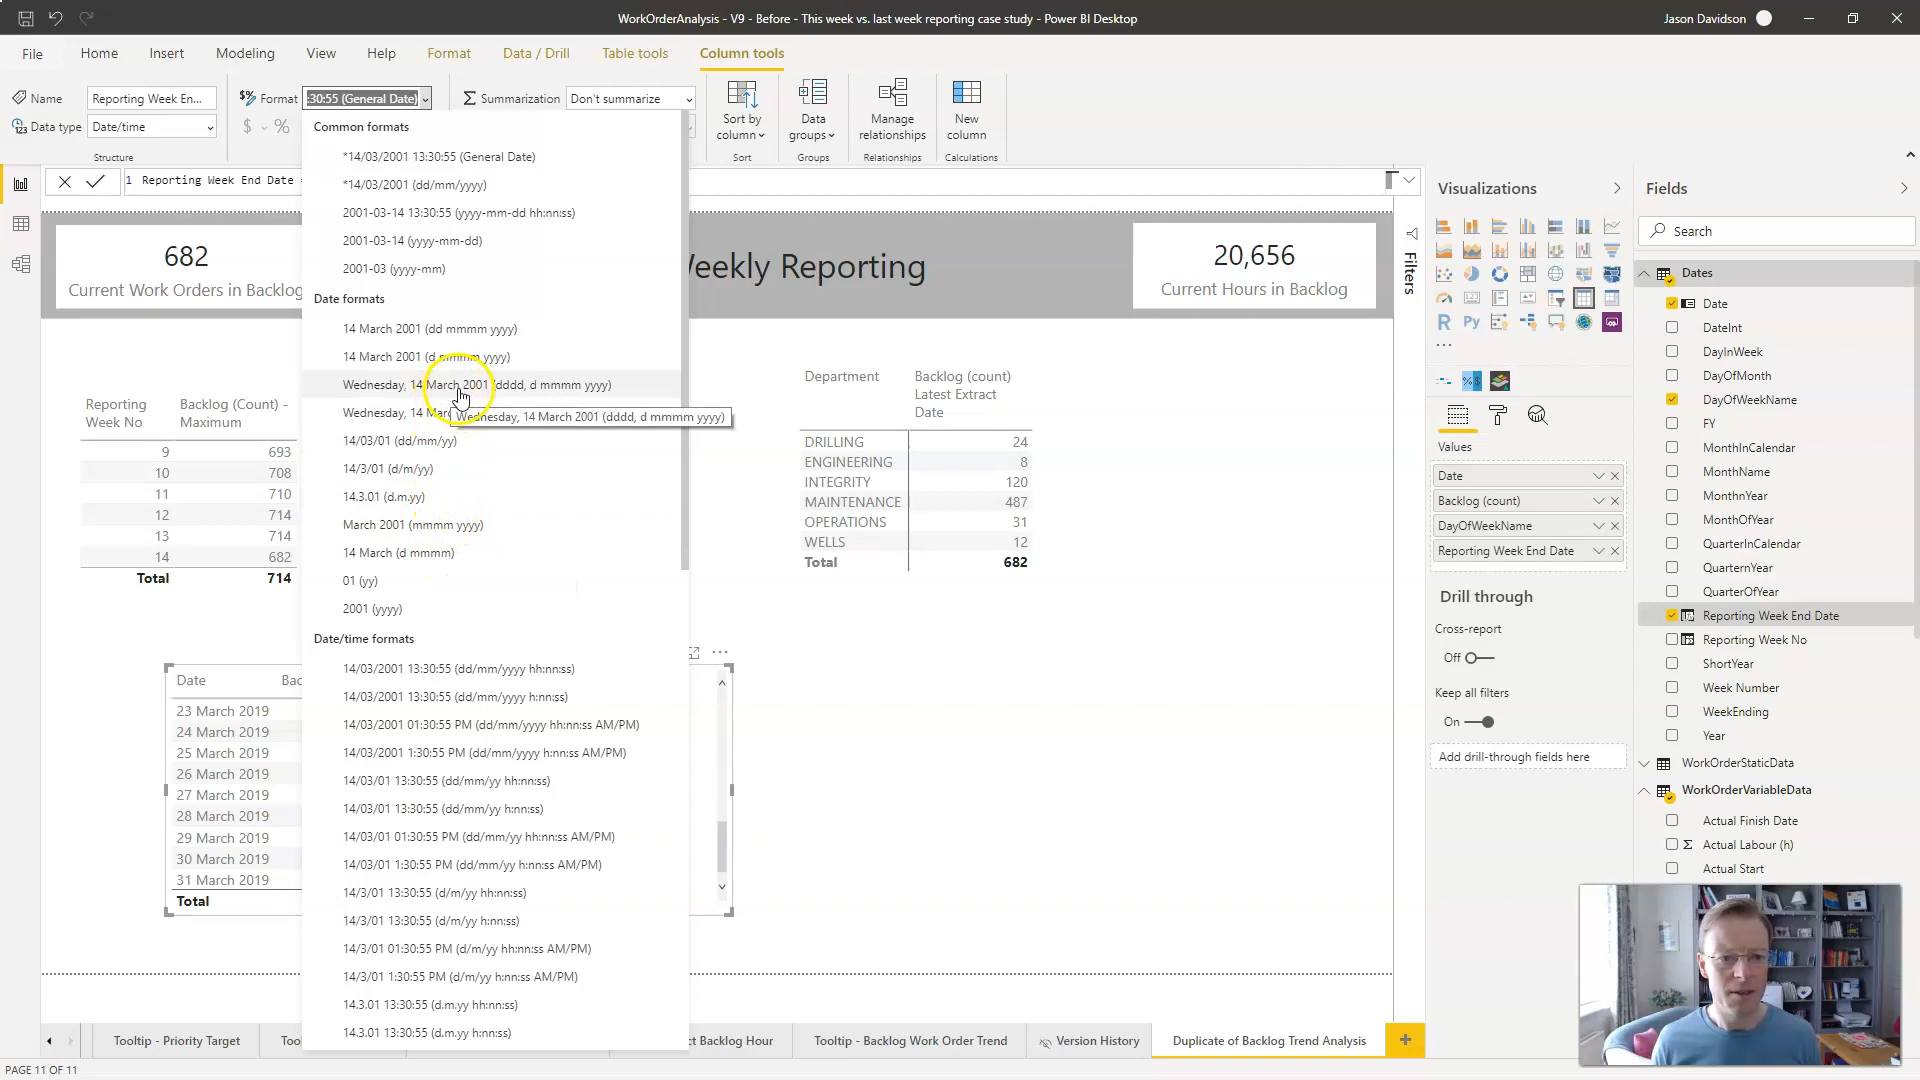 WorkOrderAnalysis - V9 - Before - This week vs. last week reporting case study - Power BI Desktop
Jason Davidson
File
Home
Insert
Modeling
View
Help
Format
Data / Drill
Table tools
Column tools
Name
Reporting Week En...
Format
:30:55 (General Date)
Summarization
Don't summarize
Data type
Date/time
$
%
Structure
Sort by
column
Sort
Data
groups
Groups
Manage
relationships
Relationships
New
column
Calculations
1 Reporting Week End Date
Common formats
*14/03/2001 13:30:55 (General Date)
*14/03/2001 (dd/mm/yyyy)
2001-03-14 13:30:55 (yyyy-mm-dd hh:nn:ss)
2001-03-14 (yyyy-mm-dd)
2001-03 (yyyy-mm)
Date formats
14 March 2001 (dd mmmm yyyy)
14 March 2001 (d mmmm yyyy)
Wednesday, 14 March 2001 (dddd, d mmmm yyyy)
Wednesday, 14 Mar
Wednesday, 14 March 2001 (dddd, d mmmm yyyy)
14/03/01 (dd/mm/yy)
14/3/01 (d/m/yy)
14.3.01 (d.m.yy)
March 2001 (mmmm yyyy)
14 March (d mmmm)
01 (yy)
2001 (yyyy)
Date/time formats
14/03/2001 13:30:55 (dd/mm/yyyy hh:nn:ss)
14/03/2001 13:30:55 (dd/mm/yyyy h:nn:ss)
14/03/2001 01:30:55 PM (dd/mm/yyyy hh:nn:ss AM/PM)
14/03/2001 1:30:55 PM (dd/mm/yyyy h:nn:ss AM/PM)
14/03/01 13:30:55 (dd/mm/yy hh:nn:ss)
14/03/01 13:30:55 (dd/mm/yy h:nn:ss)
14/03/01 01:30:55 PM (dd/mm/yy hh:nn:ss AM/PM)
14/03/01 1:30:55 PM (dd/mm/yy h:nn:ss AM/PM)
14/3/01 13:30:55 (d/m/yy hh:nn:ss)
14/3/01 13:30:55 (d/m/yy h:nn:ss)
14/3/01 01:30:55 PM (d/m/yy hh:nn:ss AM/PM)
14/3/01 1:30:55 PM (d/m/yy h:nn:ss AM/PM)
14.3.01 13:30:55 (d.m.yy hh:nn:ss)
14.3.01 13:30:55 (d.m.yy h:nn:ss)
682
Current Work Orders in Backlog
Weekly Reporting
20,656
Current Hours in Backlog
Reporting
Week No
Backlog (Count) -
Maximum
9 693
10 708
11 710
12 714
13 714
14 682
Total 714
Department
Backlog (count)
Latest Extract
Date
DRILLING 24
ENGINEERING 8
INTEGRITY 120
MAINTENANCE 487
OPERATIONS 31
WELLS 12
Total 682
Date Bac
23 March 2019
24 March 2019
25 March 2019
26 March 2019
27 March 2019
28 March 2019
29 March 2019
30 March 2019
31 March 2019
Total
Filters
Visualizations
R Py
Values
Date
Backlog (count)
DayOfWeekName
Reporting Week End Date
Drill through
Cross-report
Off
Keep all filters
On
Add drill-through fields here
Fields
Search
Dates
Date
DateInt
DayInWeek
DayOfMonth
DayOfWeekName
FY
MonthInCalendar
MonthName
MonthnYear
MonthOfYear
QuarterInCalendar
QuarternYear
QuarterOfYear
Reporting Week End Date
Reporting Week No
ShortYear
Week Number
WeekEnding
Year
WorkOrderStaticData
WorkOrderVariableData
Actual Finish Date
Actual Labour (h)
Actual Start
Tooltip - Priority Target
Too
ct Backlog Hour
Tooltip - Backlog Work Order Trend
Version History
Duplicate of Backlog Trend Analysis
PAGE 11 OF 11